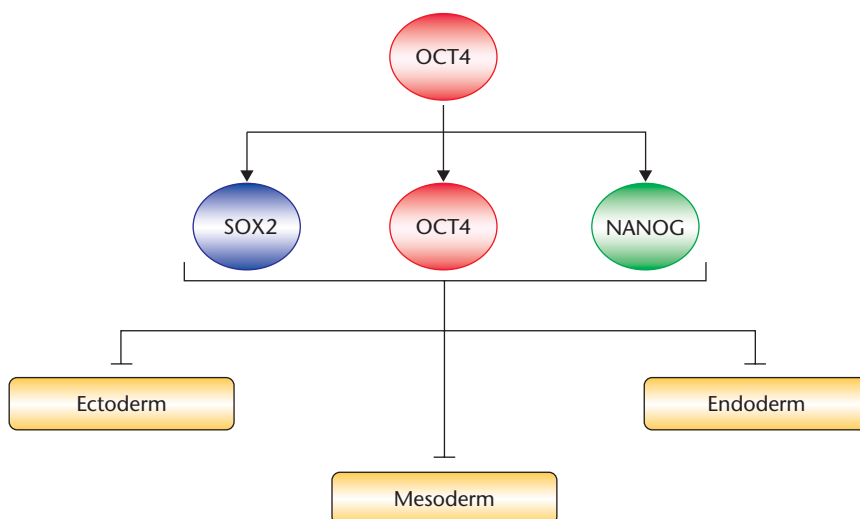 OCT4
SOX2
OCT4
NANOG
Ectoderm
Endoderm
Mesoderm